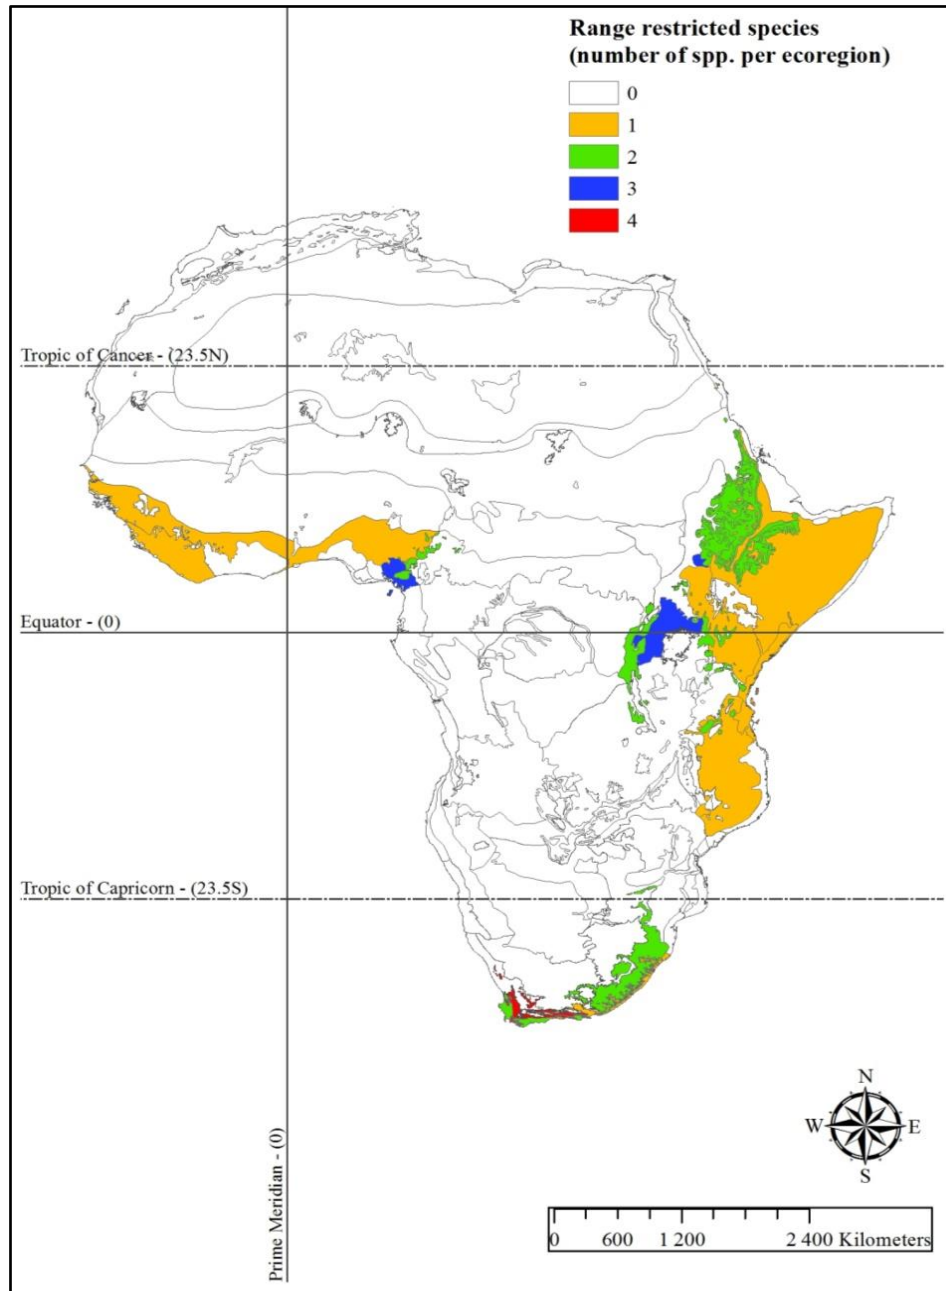 Range restricted species
(number of spp. per ecoregion)
0
1
2
3
4
Tropic of Cancer - (23.5N)
Equator - (0)
Tropic of Capricorn - (23.5S)
Prime Meridian - (0)
N
W E
S
0 600 1 200 2 400 Kilometers